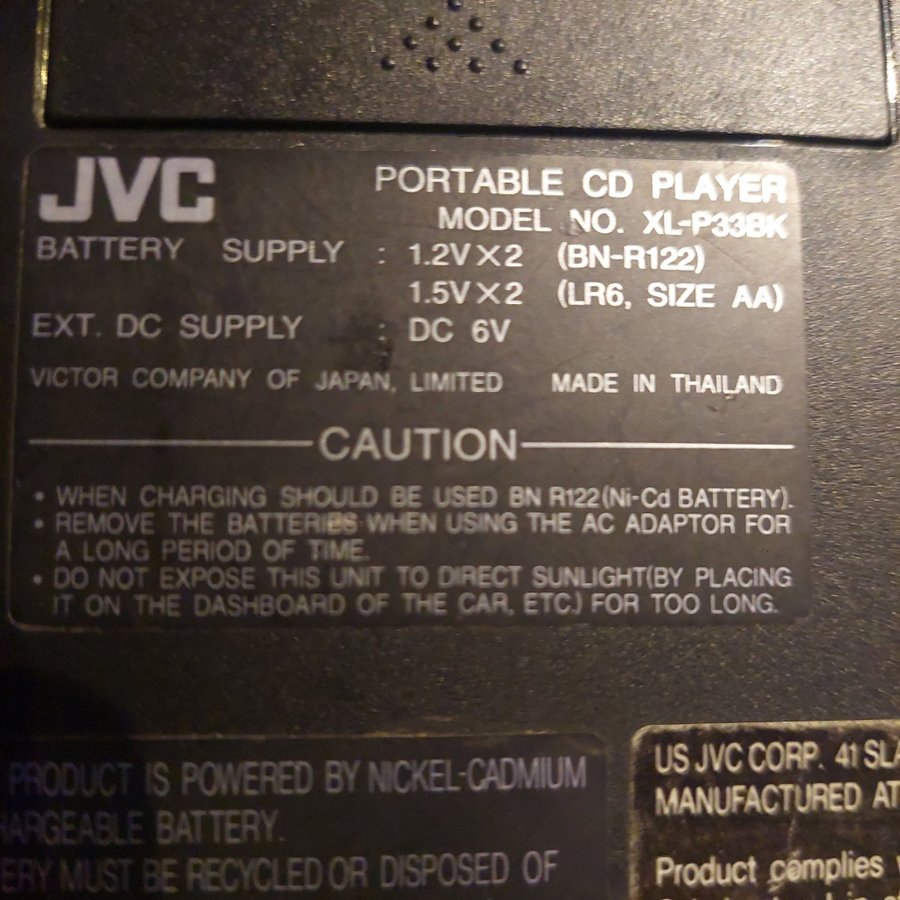 JVC
PORTABLE CD PLAYER
MODEL NO. XL-P33BK
BATTERY SUPPLY : 1.2V×2 (BN-R122)
1.5V×2 (LR6, SIZE AA)
EXT. DC SUPPLY : DC 6V
VICTOR COMPANY OF JAPAN, LIMITED MADE IN THAILAND
CAUTION
• WHEN CHARGING SHOULD BE USED BN R122(Ni-Cd BATTERY).
• REMOVE THE BATTERIES WHEN USING THE AC ADAPTOR FOR
A LONG PERIOD OF TIME.
• DO NOT EXPOSE THIS UNIT TO DIRECT SUNLIGHT(BY PLACING
IT ON THE DASHBOARD OF THE CAR, ETC.) FOR TOO LONG.
PRODUCT IS POWERED BY NICKEL-CADMIUM
HARGEABLE BATTERY.
ERY MUST BE RECYCLED OR DISPOSED OF
US JVC CORP. 41 SLA
MANUFACTURED AT
Product complies